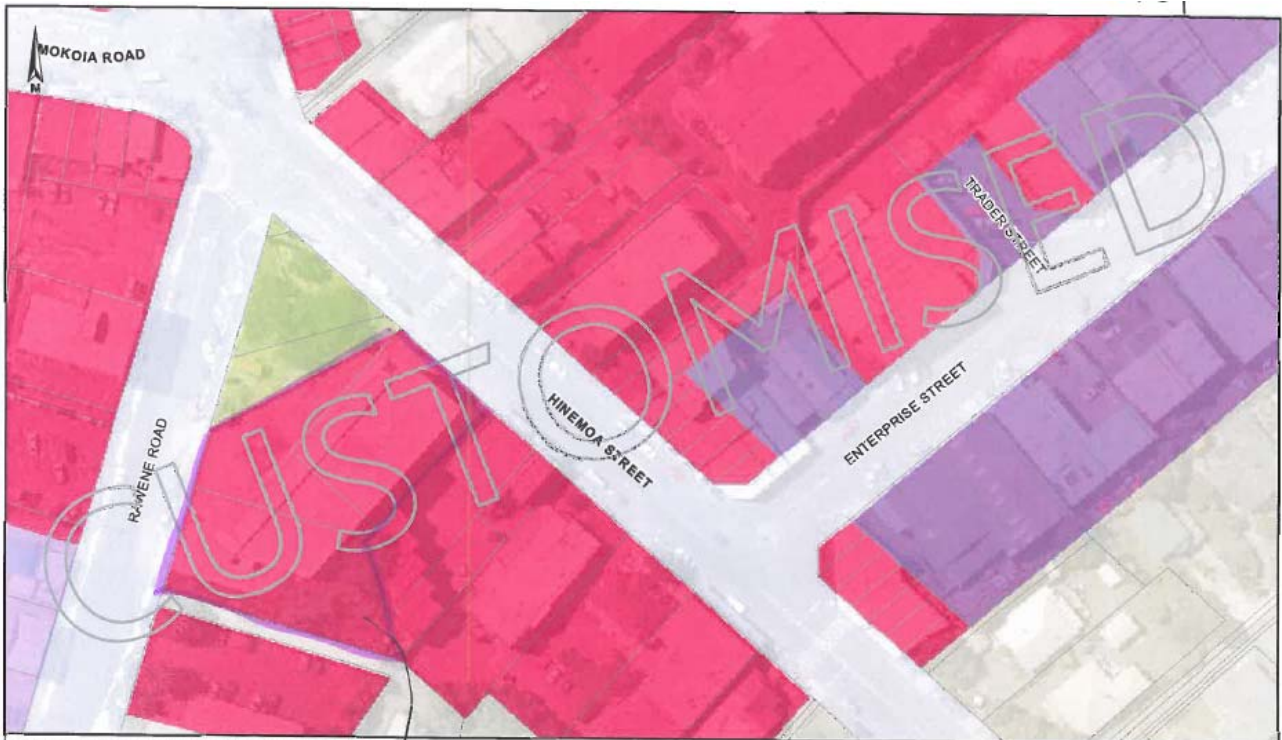 MOKOIA ROAD
N
TRADER STREET
CUSTOMISED
HINEMOA STREET
ENTERPRISE STREET
RAWENE ROAD